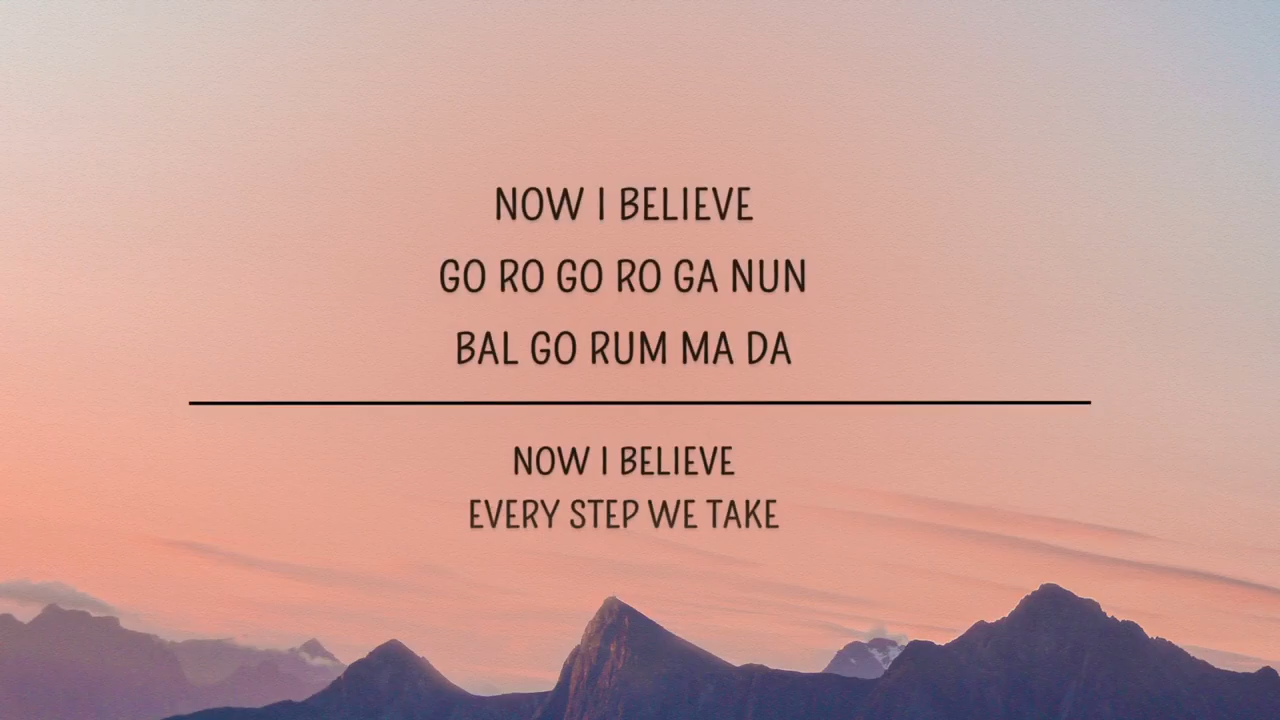 NOW I BELIEVE
GO RO GO RO GA NUN
BAL GO RUM MA DA
NOW I BELIEVE
EVERY STEP WE TAKE